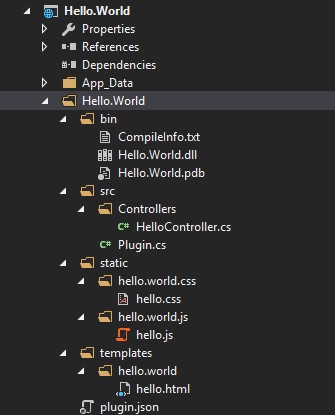 Hello.World
Properties
References
Dependencies
App_Data
Hello.World
bin
CompileInfo.txt
Hello.World.dll
Hello.World.pdb
src
Controllers
HelloController.cs
Plugin.cs
static
hello.world.css
hello.css
hello.world.js
hello.js
templates
hello.world
hello.html
plugin.json